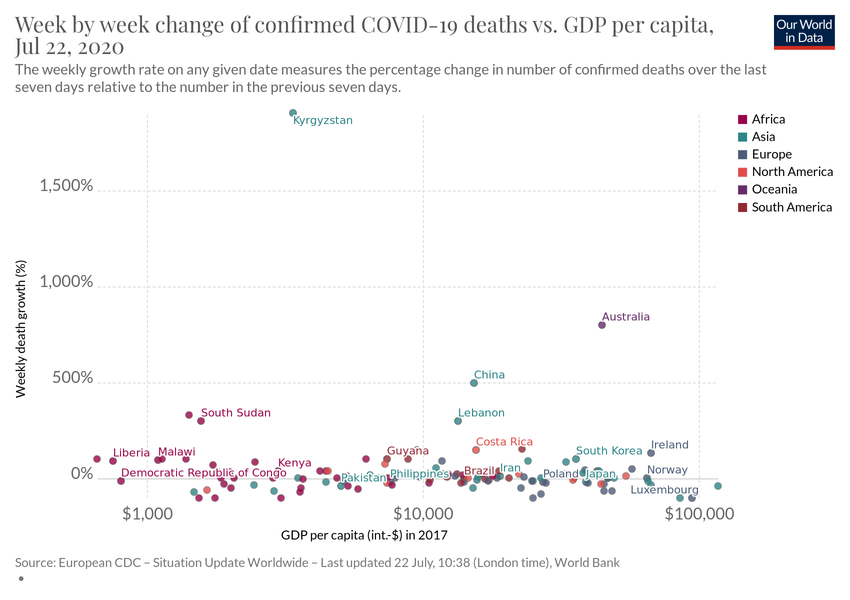 Week by week change of confirmed COVID-19 deaths vs. GDP per capita,
Jul 22, 2020
Our World
in Data
The weekly growth rate on any given date measures the percentage change in number of confirmed deaths over the last
seven days relative to the number in the previous seven days.
Kyrgyzstan
Africa
Asia
Europe
North America
Oceania
South America
1,500%
1,000%
500%
0%
Weekly death growth (%)
Australia
China
South Sudan
Lebanon
Costa Rica
Liberia
Malawi
Guyana
South Korea
Ireland
Kenya
Democratic Republic of Congo
Pakistan
Philippines
Brazil
Iran
Poland
Japan
Norway
Luxembourg
$1,000
$10,000
$100,000
GDP per capita (int.-$) in 2017
Source: European CDC – Situation Update Worldwide – Last updated 22 July, 10:38 (London time), World Bank